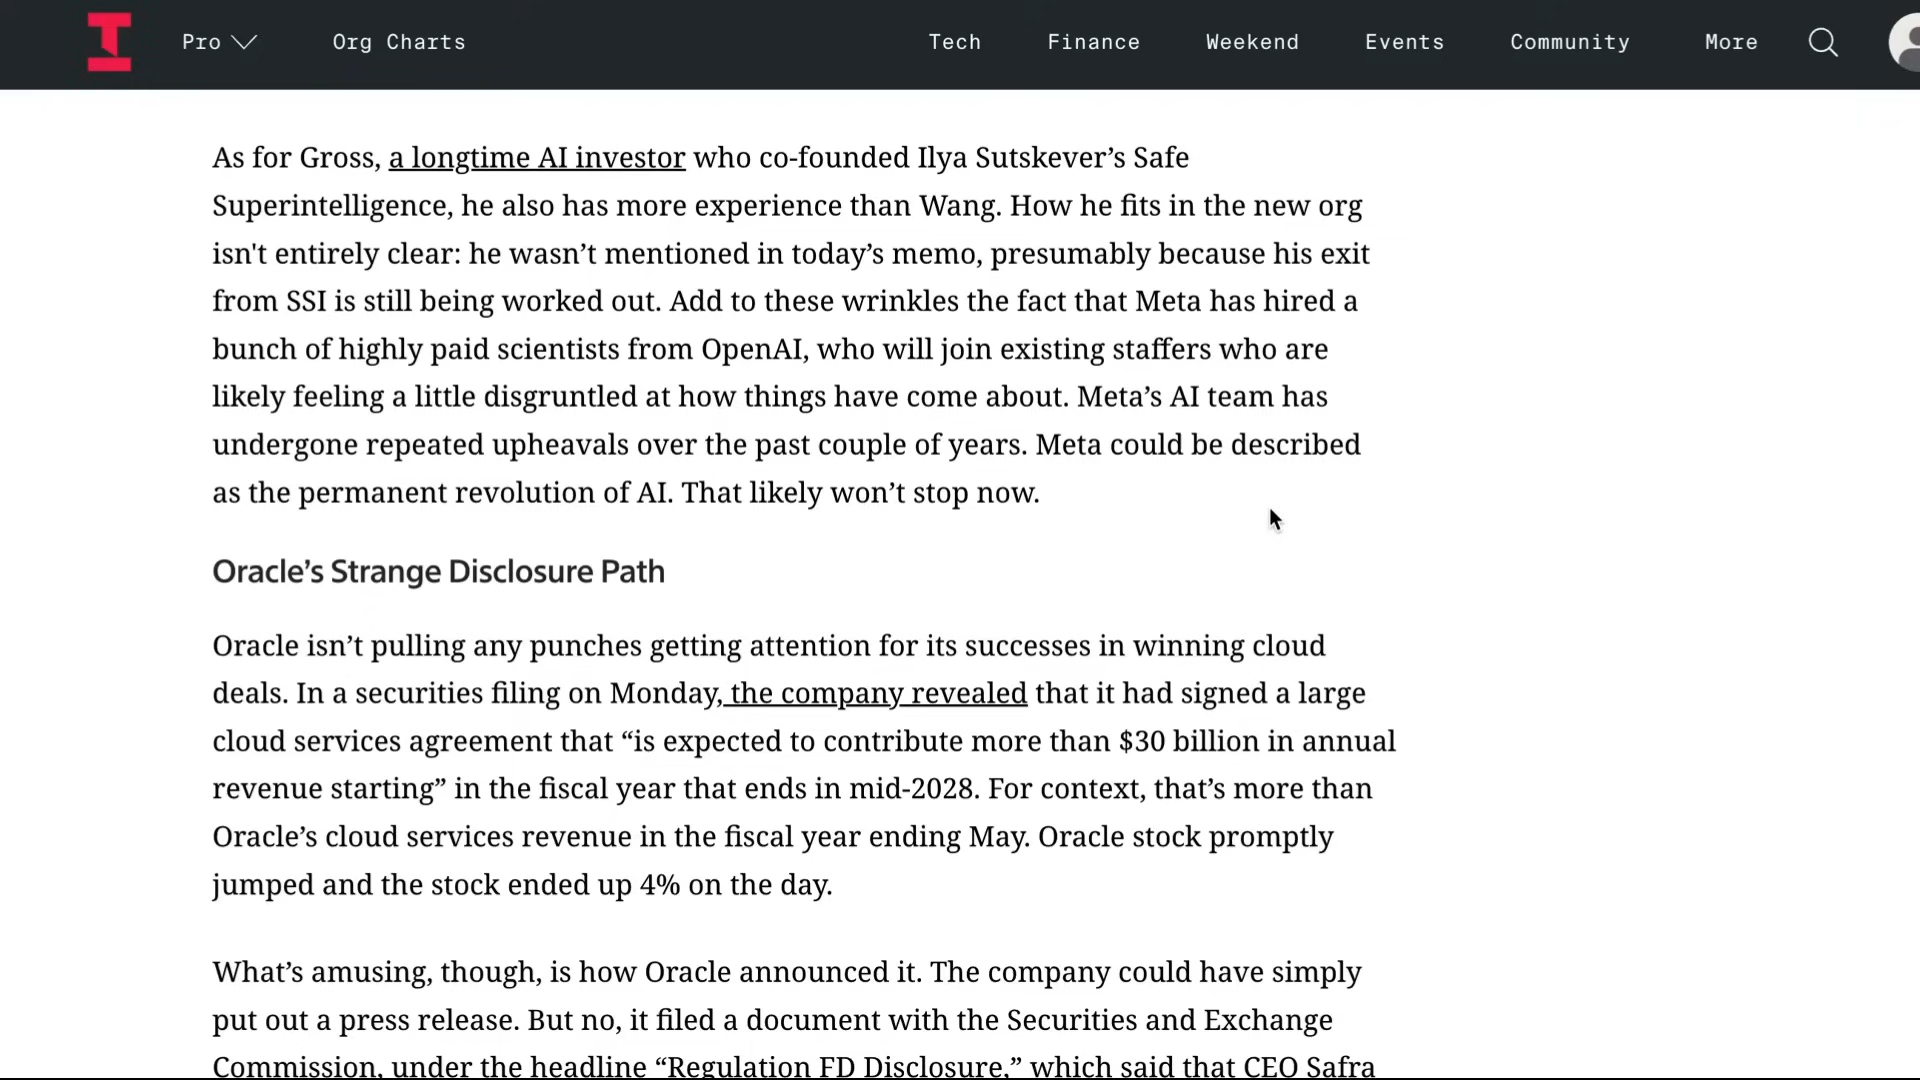 Pro
Org Charts
Tech
Finance
Weekend
Events
Community
More
As for Gross, a longtime AI investor who co-founded Ilya Sutskever’s Safe
Superintelligence, he also has more experience than Wang. How he fits in the new org
isn't entirely clear: he wasn’t mentioned in today’s memo, presumably because his exit
from SSI is still being worked out. Add to these wrinkles the fact that Meta has hired a
bunch of highly paid scientists from OpenAI, who will join existing staffers who are
likely feeling a little disgruntled at how things have come about. Meta’s AI team has
undergone repeated upheavals over the past couple of years. Meta could be described
as the permanent revolution of AI. That likely won’t stop now.
Oracle’s Strange Disclosure Path
Oracle isn’t pulling any punches getting attention for its successes in winning cloud
deals. In a securities filing on Monday, the company revealed that it had signed a large
cloud services agreement that “is expected to contribute more than $30 billion in annual
revenue starting” in the fiscal year that ends in mid-2028. For context, that’s more than
Oracle’s cloud services revenue in the fiscal year ending May. Oracle stock promptly
jumped and the stock ended up 4% on the day.
What’s amusing, though, is how Oracle announced it. The company could have simply
put out a press release. But no, it filed a document with the Securities and Exchange
Commission, under the headline “Regulation FD Disclosure,” which said that CEO Safra